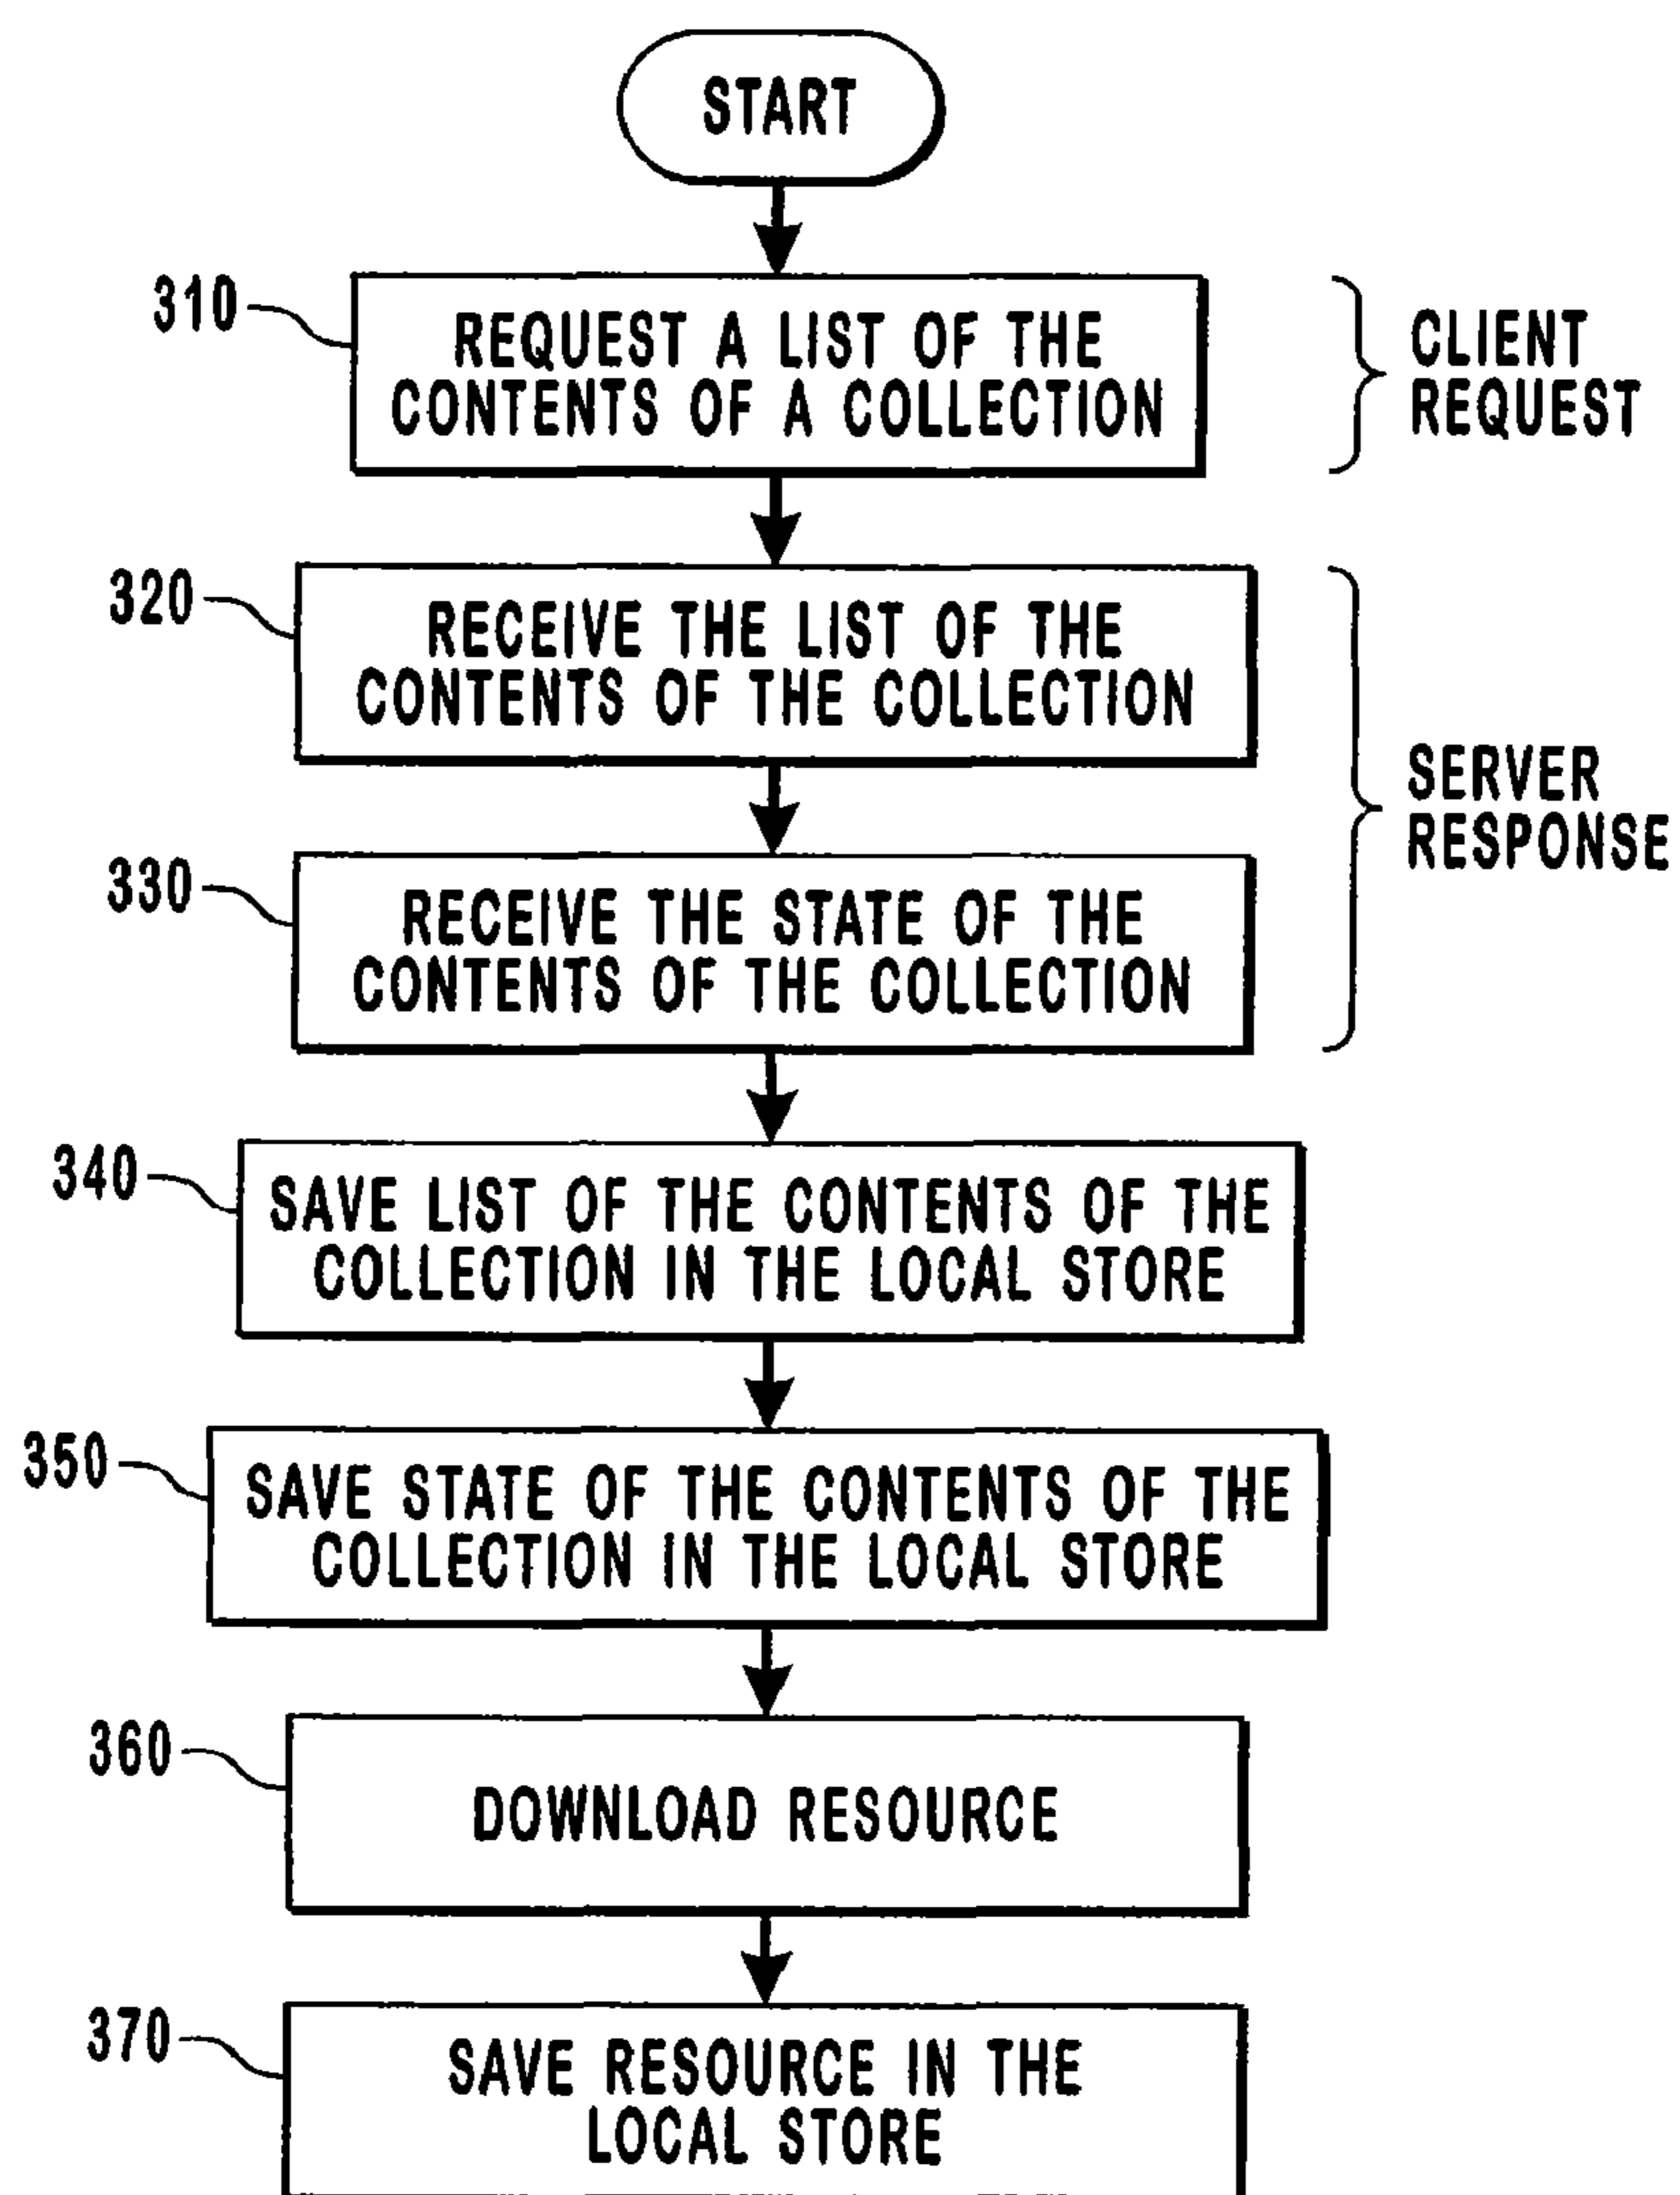 START
310
REQUEST A LIST OF THE
CONTENTS OF A COLLECTION
CLIENT
REQUEST
320
RECEIVE THE LIST OF THE
CONTENTS OF THE COLLECTION
SERVER
RESPONSE
330
RECEIVE THE STATE OF THE
CONTENTS OF THE COLLECTION
340
SAVE LIST OF THE CONTENTS OF THE
COLLECTION IN THE LOCAL STORE
350
SAVE STATE OF THE CONTENTS OF THE
COLLECTION IN THE LOCAL STORE
360
DOWNLOAD RESOURCE
370
SAVE RESOURCE IN THE
LOCAL STORE